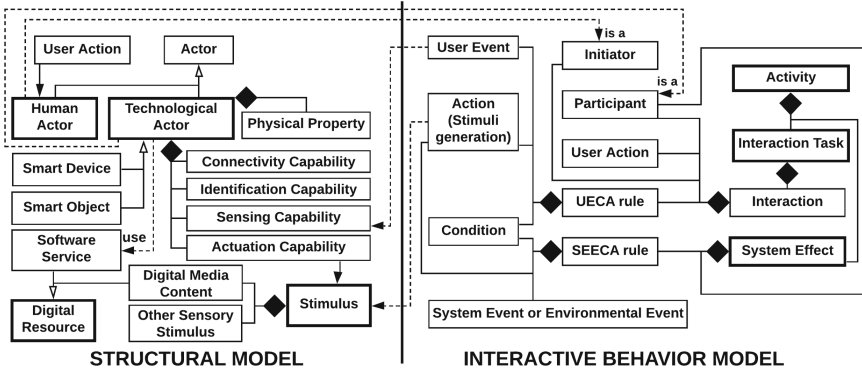 User Action
Actor
Human
Actor
Technological
Actor
Physical Property
Smart Device
Smart Object
Connectivity Capability
Identification Capability
Sensing Capability
Actuation Capability
Software
Service
use
Digital Media
Content
Other Sensory
Stimulus
Stimulus
Digital
Resource
STRUCTURAL MODEL
User Event
is a
Initiator
is a
Action
(Stimuli
generation)
Participant
User Action
Activity
Interaction Task
Condition
UECA rule
Interaction
SEECA rule
System Effect
System Event or Environmental Event
INTERACTIVE BEHAVIOR MODEL